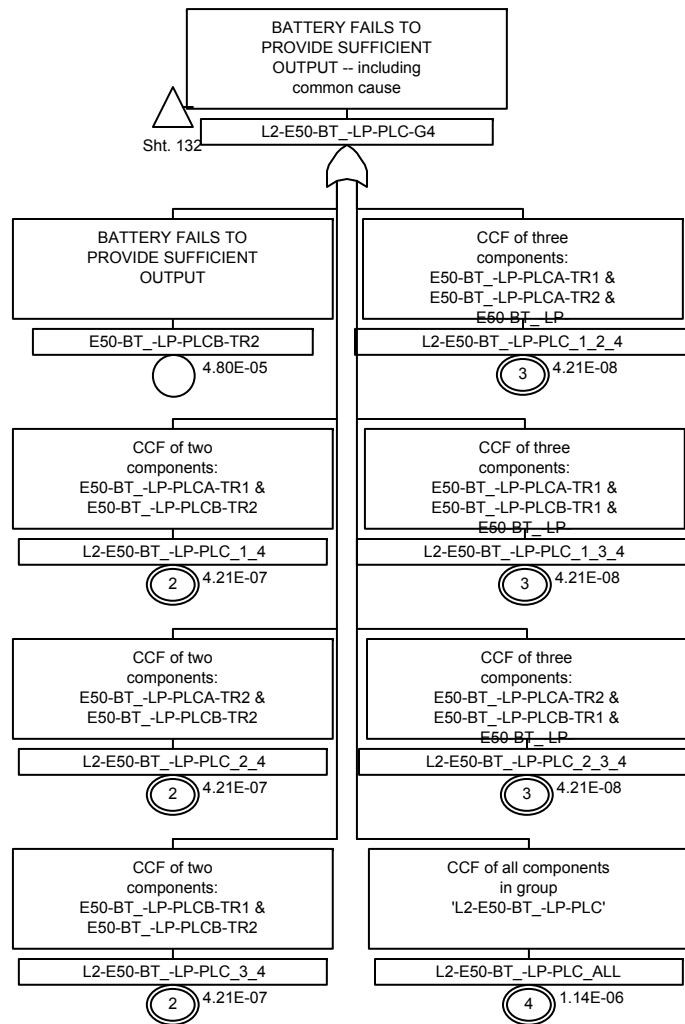 BATTERY FAILS TO
PROVIDE SUFFICIENT
OUTPUT -- including
common cause
Sht. 132
L2-E50-BT_-LP-PLC-G4
BATTERY FAILS TO
PROVIDE SUFFICIENT
OUTPUT
E50-BT_-LP-PLCB-TR2
4.80E-05
CCF of three
components:
E50-BT_-LP-PLCA-TR1 &
E50-BT_-LP-PLCA-TR2 &
E50-BT_-LP
L2-E50-BT_-LP-PLC_1_2_4
3
4.21E-08
CCF of two
components:
E50-BT_-LP-PLCA-TR1 &
E50-BT_-LP-PLCB-TR2
L2-E50-BT_-LP-PLC_1_4
2
4.21E-07
CCF of three
components:
E50-BT_-LP-PLCA-TR1 &
E50-BT_-LP-PLCB-TR1 &
E50-BT_-LP
L2-E50-BT_-LP-PLC_1_3_4
3
4.21E-08
CCF of two
components:
E50-BT_-LP-PLCA-TR2 &
E50-BT_-LP-PLCB-TR2
L2-E50-BT_-LP-PLC_2_4
2
4.21E-07
CCF of three
components:
E50-BT_-LP-PLCA-TR2 &
E50-BT_-LP-PLCB-TR1 &
E50-BT_-LP
L2-E50-BT_-LP-PLC_2_3_4
3
4.21E-08
CCF of two
components:
E50-BT_-LP-PLCB-TR1 &
E50-BT_-LP-PLCB-TR2
L2-E50-BT_-LP-PLC_3_4
2
4.21E-07
CCF of all components
in group
'L2-E50-BT_-LP-PLC'
L2-E50-BT_-LP-PLC_ALL
4
1.14E-06